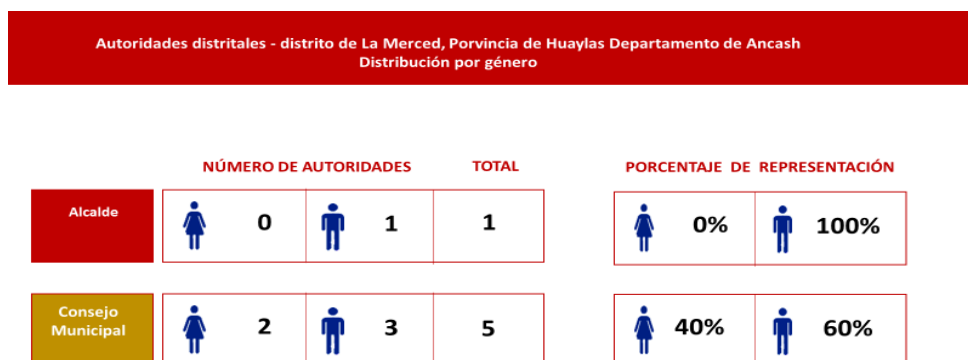 Autoridades distritales - distrito de La Merced, Porvincia de Huaylas Departamento de Ancash
Distribución por género
NÚMERO DE AUTORIDADES TOTAL PORCENTAJE DE REPRESENTACIÓN
Alcalde 0 1 1 0% 100%
Consejo
Municipal 2 3 5 40% 60%